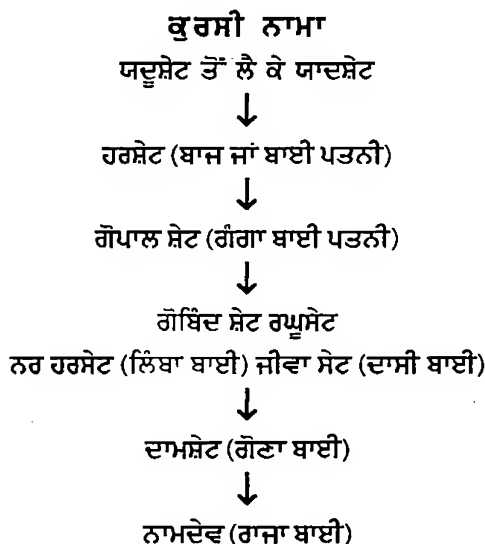 ਕੁਰਸੀ ਨਾਮਾ
ਯਦੂਸ਼ੇਟ ਤੋਂ ਲੈ ਕੇ ਯਾਦਸ਼ੇਟ
↓
ਹਰਸ਼ੇਟ (ਬਾਜ ਜਾਂ ਬਾਈ ਪਤਨੀ)
↓
ਗੋਪਾਲ ਸ਼ੇਟ (ਗੰਗਾ ਬਾਈ ਪਤਨੀ)
↓
ਗੋਬਿੰਦ ਸ਼ੇਟ ਰਘੂਸੇਟ
ਨਰ ਹਰਸੇਟ (ਲਿੰਬਾ ਬਾਈ) ਜੀਵਾ ਸੇਟ (ਦਾਸੀ ਬਾਈ)
↓
ਦਾਮਸ਼ੇਟ (ਗੋਣਾ ਬਾਈ)
↓
ਨਾਮਦੇਵ (ਰਾਜਾ ਬਾਈ)